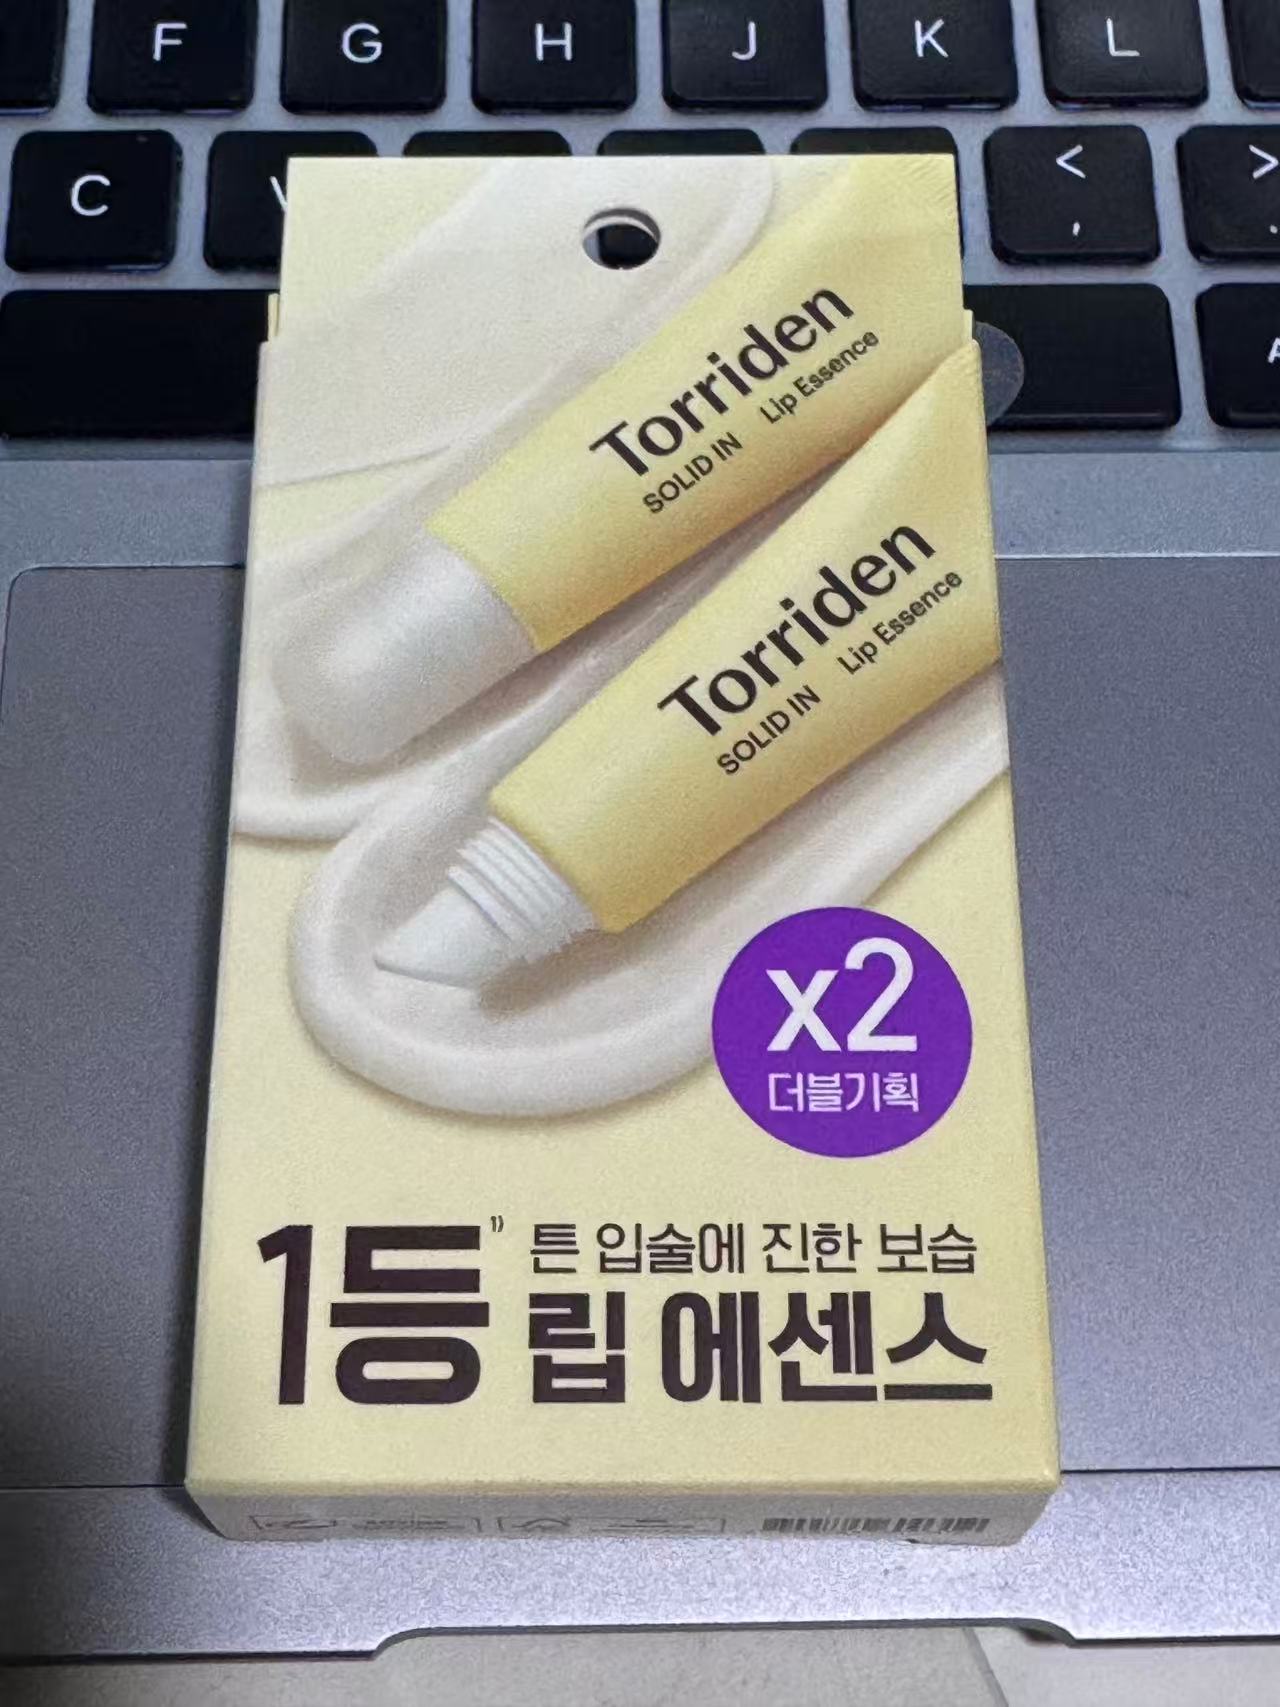 F G H J K L
C < ,
> .
Torriden
SOLID IN Lip Essence
Torriden
SOLID IN Lip Essence
x2
더블기획
1등 1)
튼 입술에 진한 보습
립 에센스